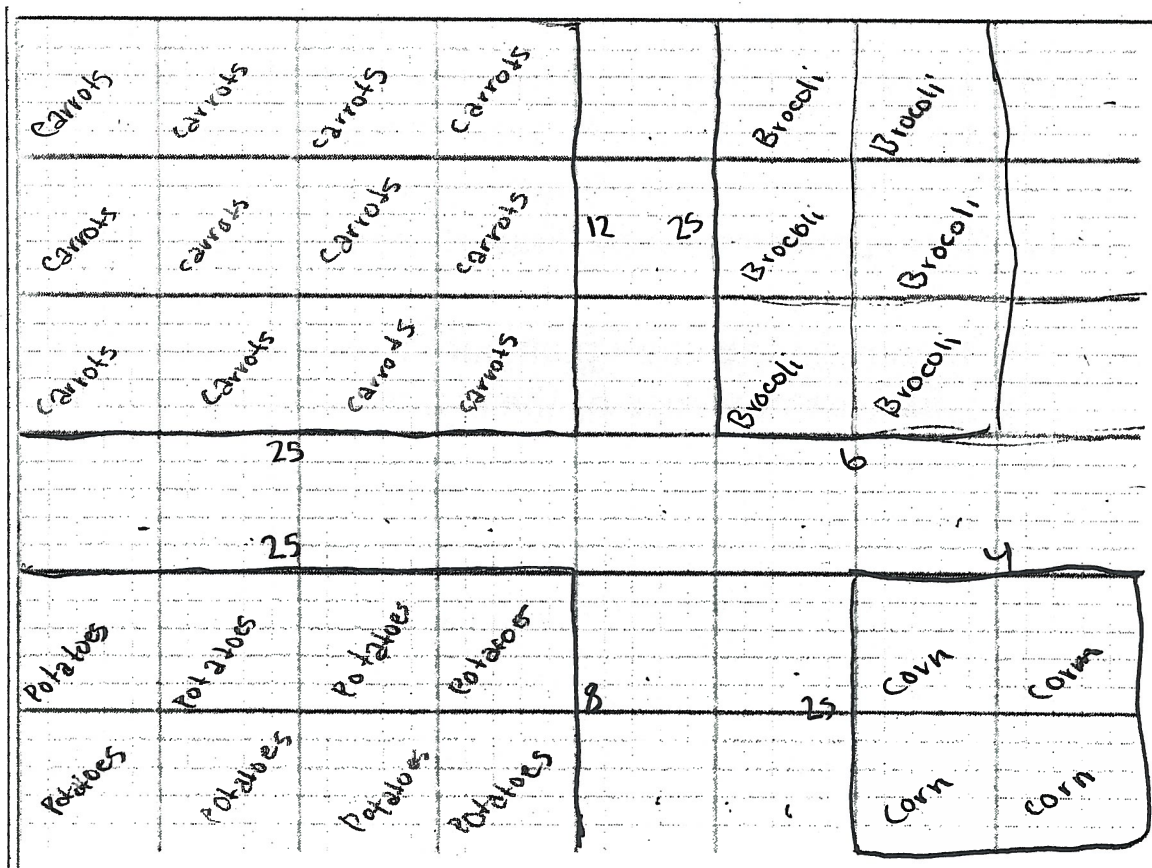 Carrots Carrots Carrots Carrots Brocoli Brocoli
Carrots Carrots Carrots Carrots 12 25 Brocoli Brocoli
Carrots Carrots Carrots Carrots Brocoli Brocoli
25 6
25 4
Potatoes Potatoes Potatoes Potatoes Corn Corn
8 25
Potatoes Potatoes Potatoes Potatoes Corn Corn